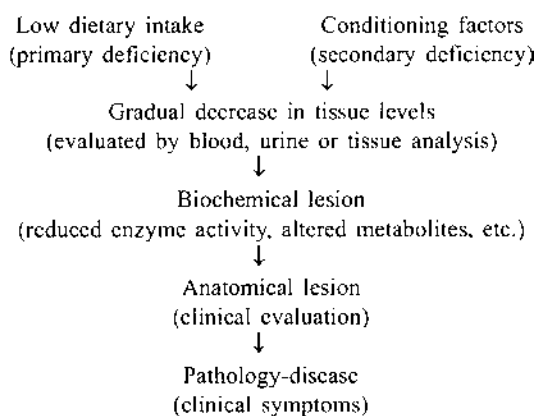 Low dietary intake
(primary deficiency)
Conditioning factors
(secondary deficiency)
↓ ↓
Gradual decrease in tissue levels
(evaluated by blood, urine or tissue analysis)
↓
Biochemical lesion
(reduced enzyme activity, altered metabolites, etc.)
↓
Anatomical lesion
(clinical evaluation)
↓
Pathology-disease
(clinical symptoms)